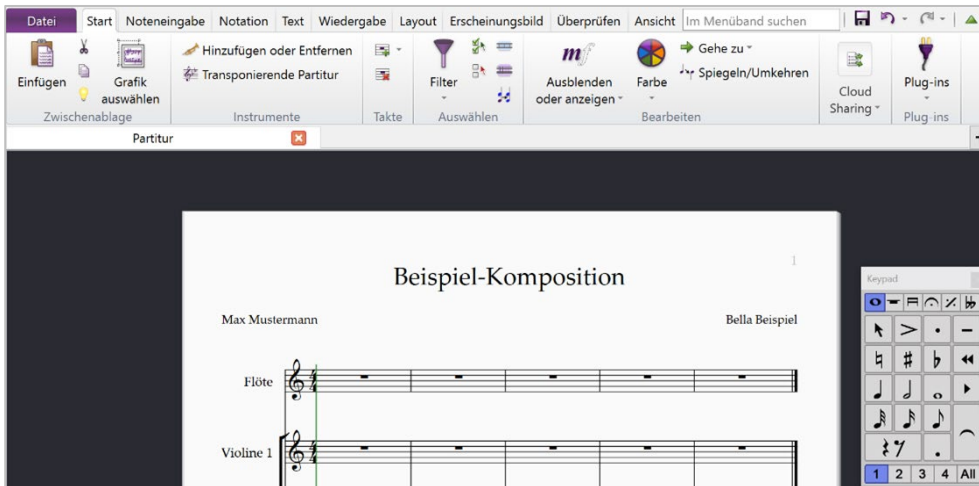 Datei Start Noteneingabe Notation Text Wiedergabe Layout Erscheinungsbild Überprüfen Ansicht Im Menüband suchen
Hinzufügen oder Entfernen
Transponierende Partitur
Einfügen
Grafik
auswählen
Filter
Ausblenden
oder anzeigen
Farbe
Gehe zu
Spiegeln/Umkehren
Cloud
Sharing
Plug-ins
Zwischenablage Instrumente Takte Auswählen Bearbeiten Plug-ins
Partitur
1
Beispiel-Komposition
Max Mustermann Bella Beispiel
Flöte
Violine 1
Keypad
1 2 3 4 All